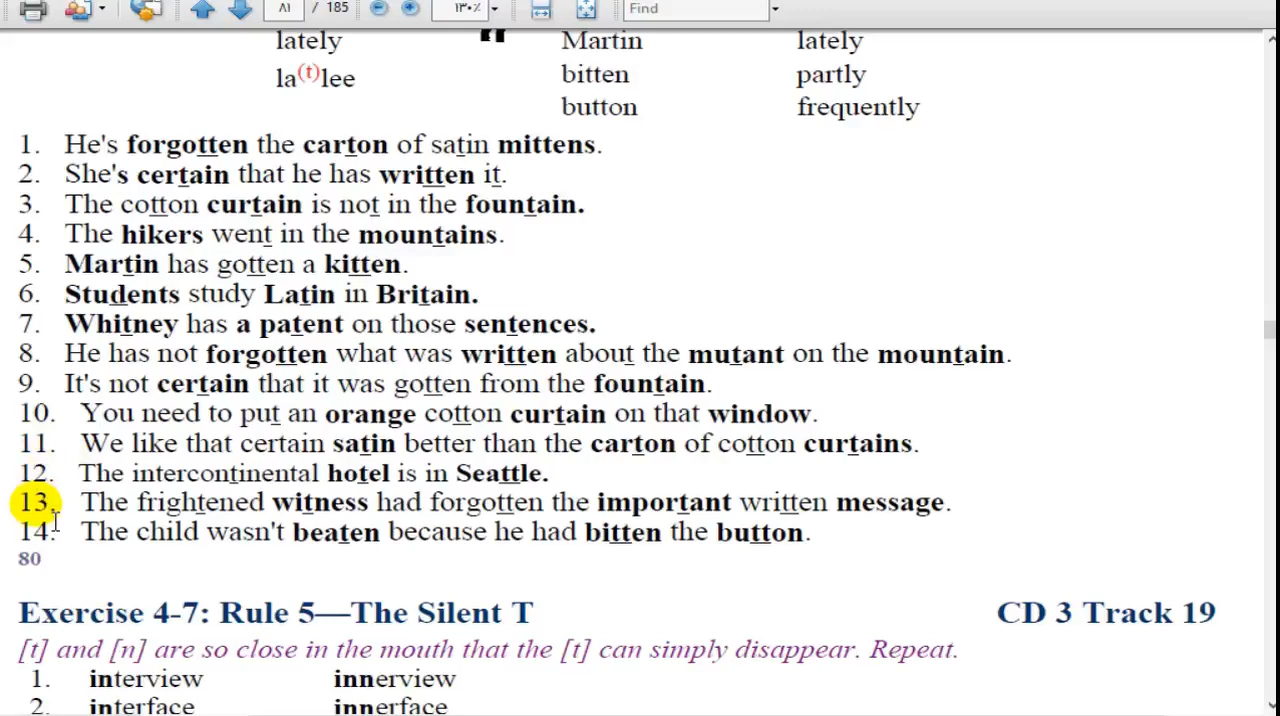 ۸۱ / 185 ۱۳۰٪ Find
lately " Martin lately
la(t)lee bitten partly
button frequently
1. He's forgotten the carton of satin mittens.
2. She's certain that he has written it.
3. The cotton curtain is not in the fountain.
4. The hikers went in the mountains.
5. Martin has gotten a kitten.
6. Students study Latin in Britain.
7. Whitney has a patent on those sentences.
8. He has not forgotten what was written about the mutant on the mountain.
9. It's not certain that it was gotten from the fountain.
10. You need to put an orange cotton curtain on that window.
11. We like that certain satin better than the carton of cotton curtains.
12. The intercontinental hotel is in Seattle.
13. The frightened witness had forgotten the important written message.
14. The child wasn't beaten because he had bitten the button.
80
Exercise 4-7: Rule 5—The Silent T CD 3 Track 19
[t] and [n] are so close in the mouth that the [t] can simply disappear. Repeat.
1. interview innerview
2. interface innerface